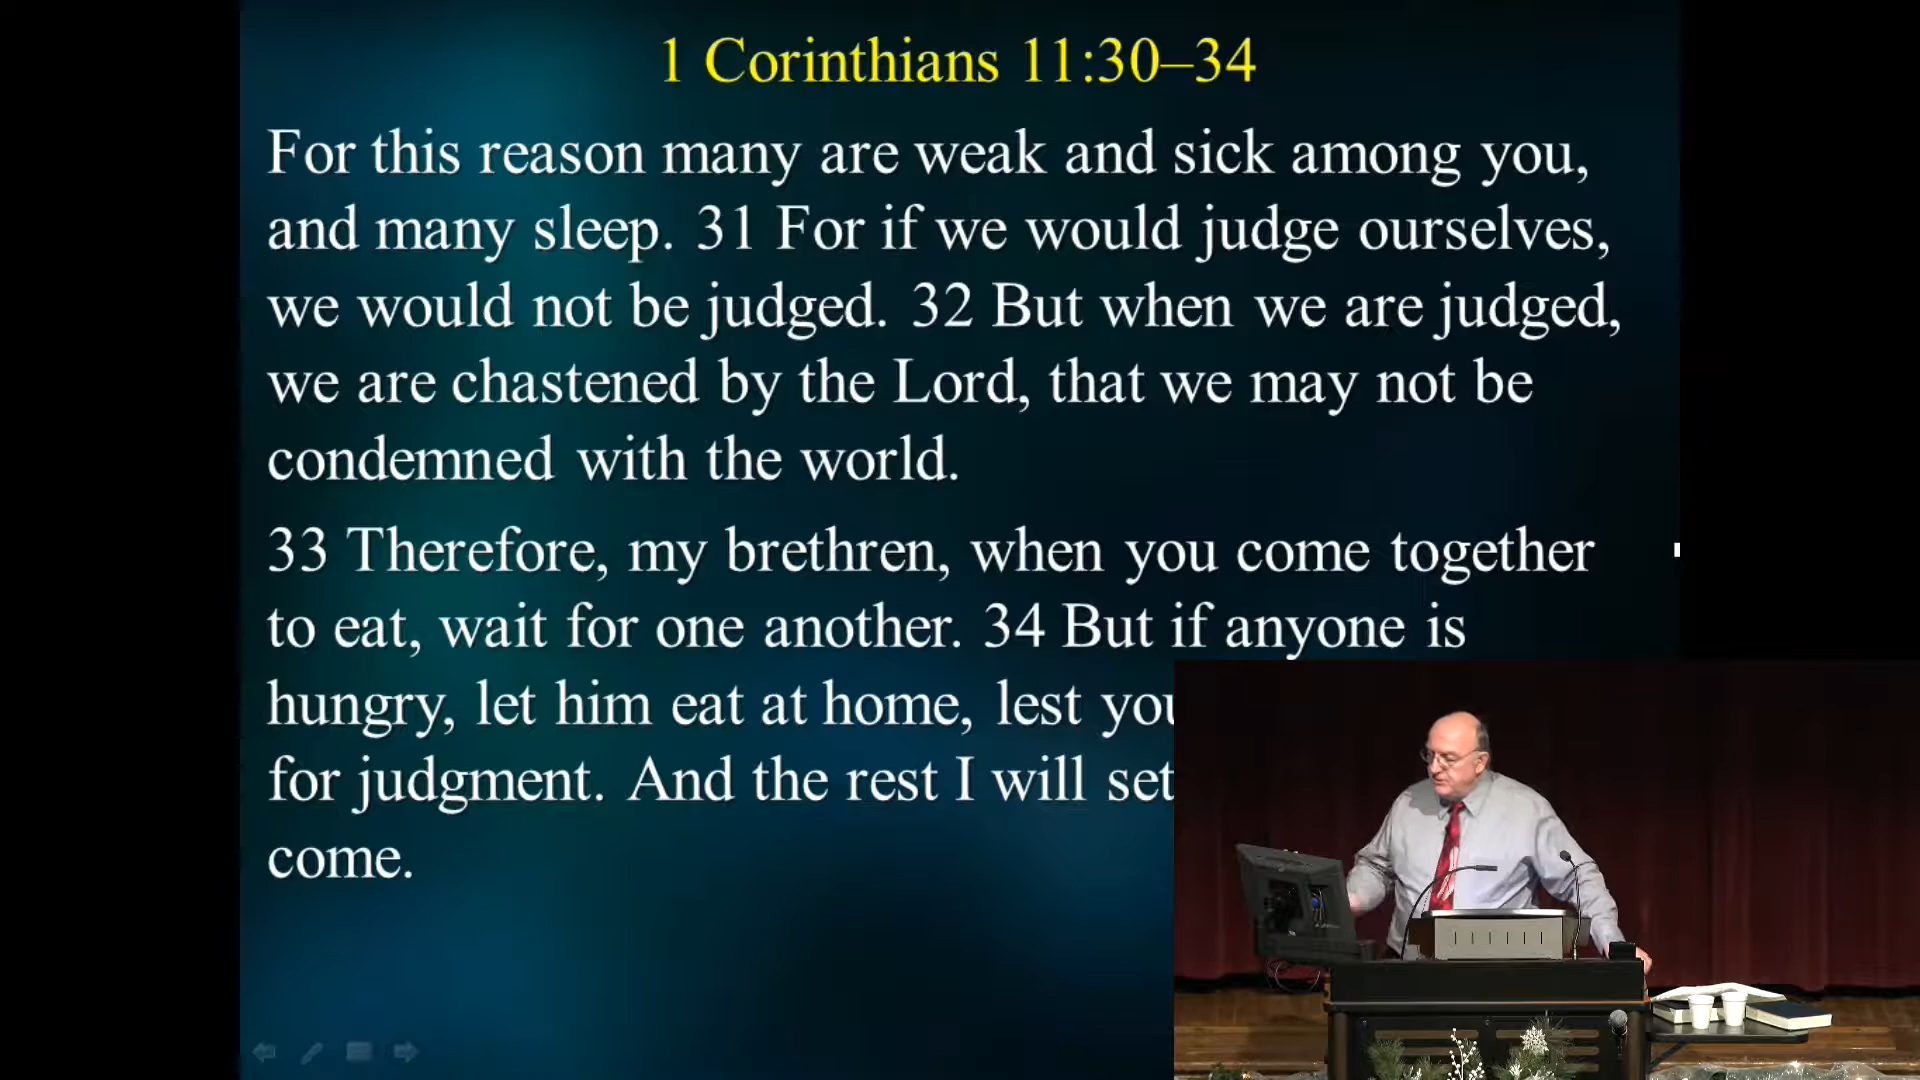 1 Corinthians 11:30–34
For this reason many are weak and sick among you,
and many sleep. 31 For if we would judge ourselves,
we would not be judged. 32 But when we are judged,
we are chastened by the Lord, that we may not be
condemned with the world.
33 Therefore, my brethren, when you come together
to eat, wait for one another. 34 But if anyone is
hungry, let him eat at home, lest you
for judgment. And the rest I will set
come.